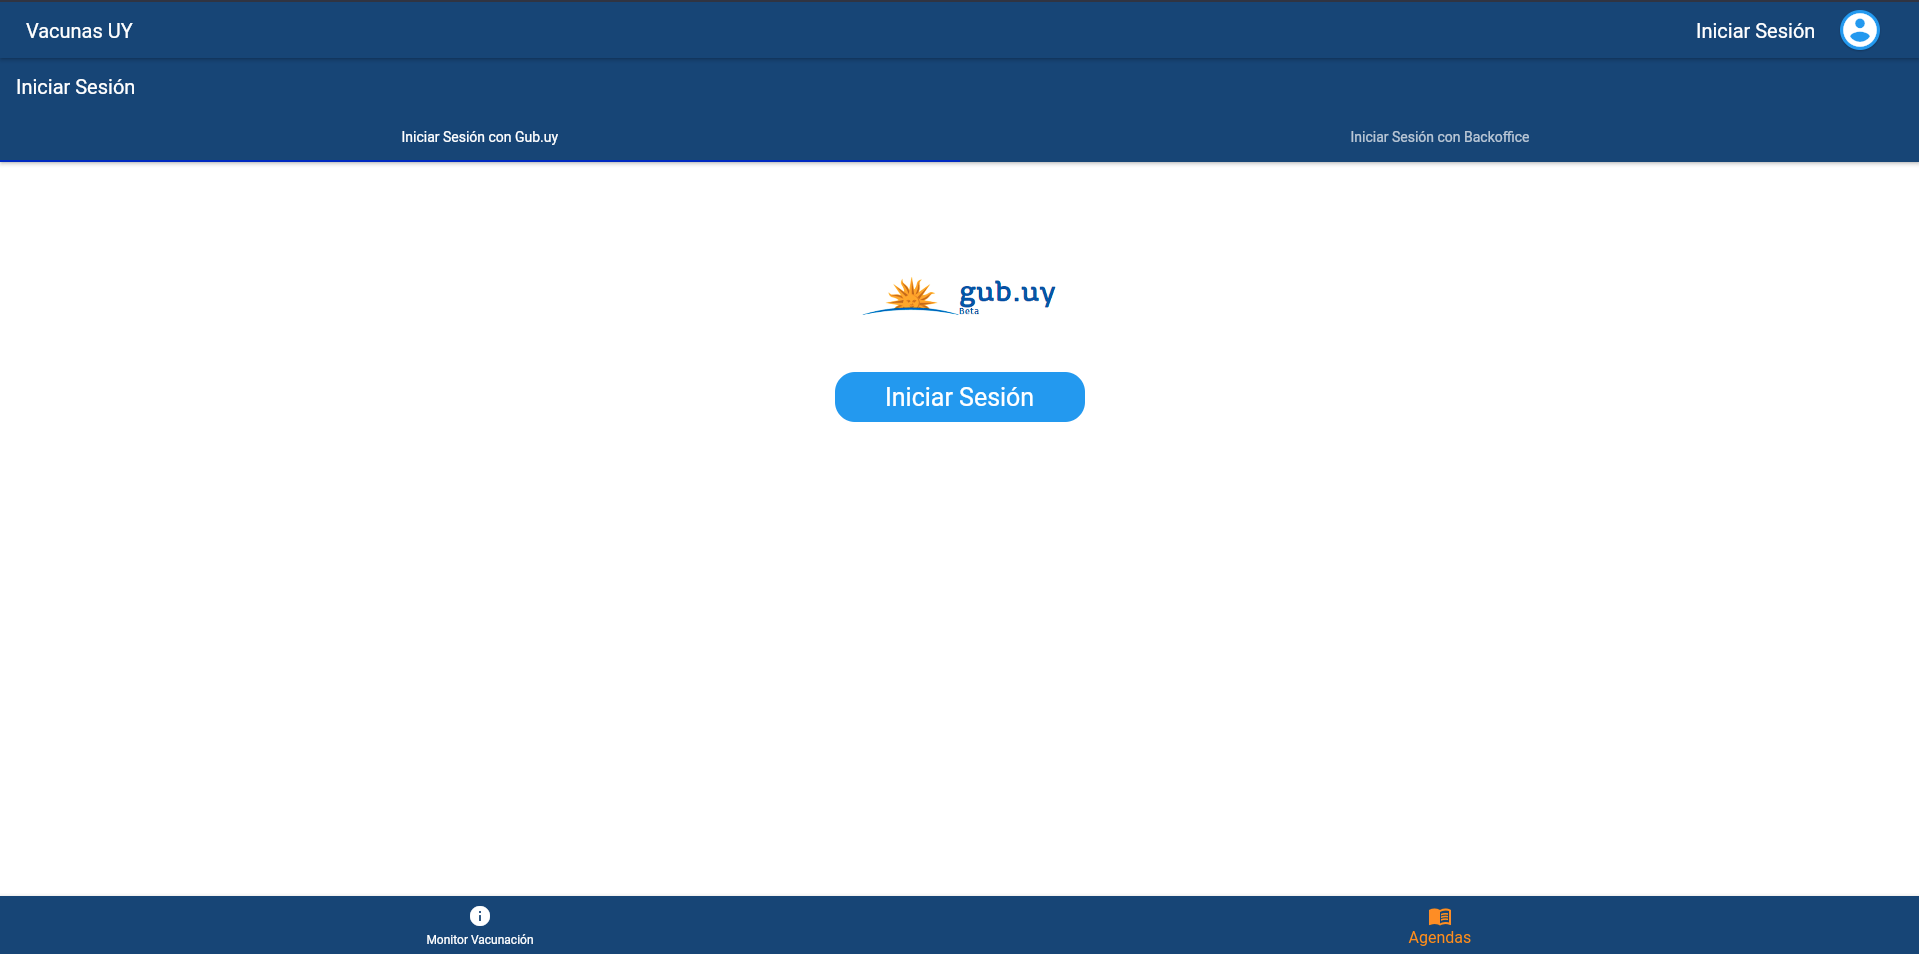 Vacunas UY
Iniciar Sesión
Iniciar Sesión
Iniciar Sesión con Gub.uy
Iniciar Sesión con Backoffice
gub.uy
Beta
Iniciar Sesión
Monitor Vacunación
Agendas